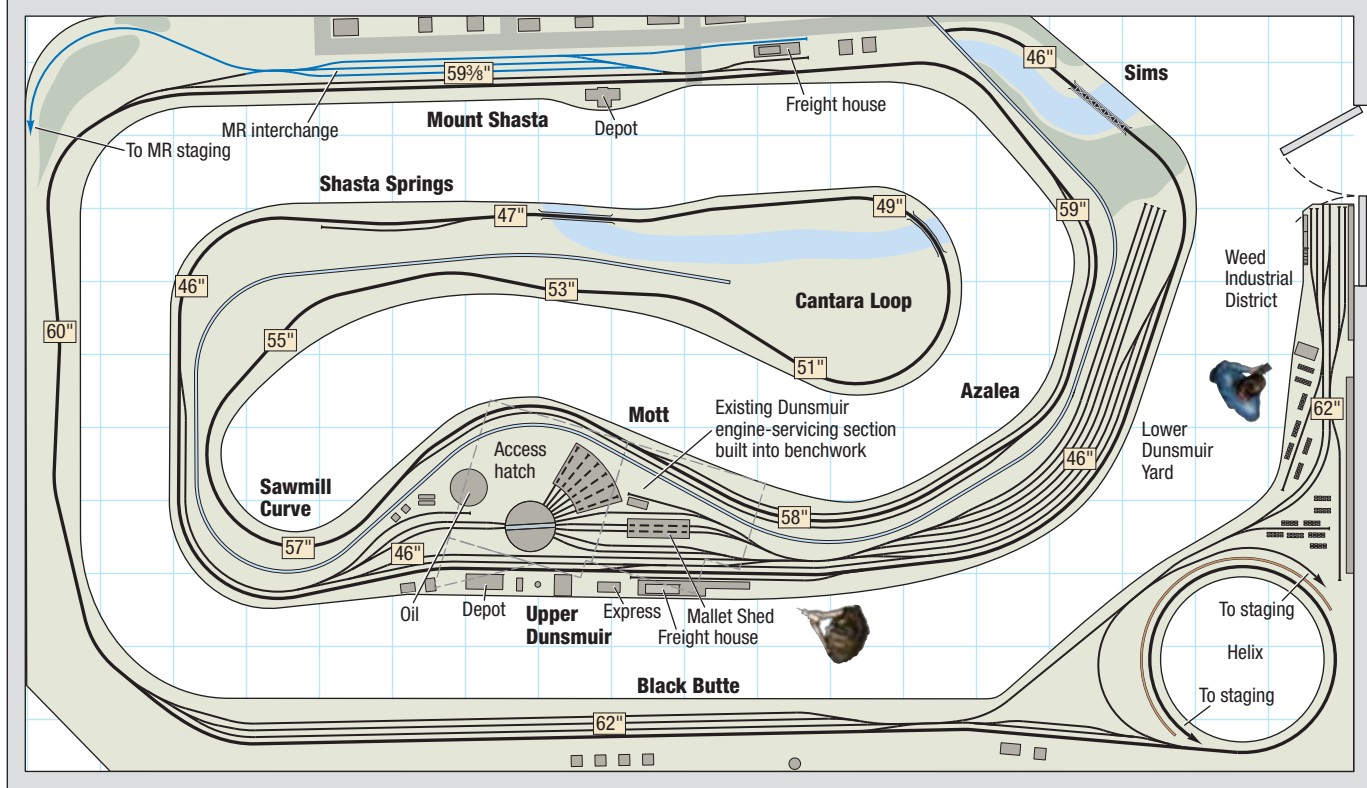 46"
Sims
59⅜"
Freight house
MR interchange
Mount Shasta
Depot
To MR staging
Shasta Springs
47"
49"
59"
Weed
Industrial
District
46"
53"
Cantara Loop
60"
55"
51"
Azalea
62"
Mott
Existing Dunsmuir
engine-servicing section
built into benchwork
Access
hatch
Lower
Dunsmuir
Yard
46"
Sawmill
Curve
58"
57"
46"
Oil
Depot
Upper
Dunsmuir
Express
Mallet Shed
Freight house
To staging
Helix
To staging
Black Butte
62"